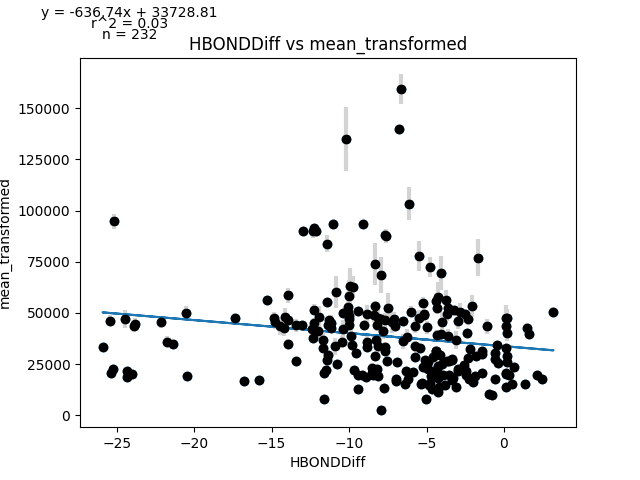 y = -636.74x + 33728.81
r^2 = 0.03
n = 232
HBONDDiff vs mean_transformed
mean_transformed
150000
125000
100000
75000
50000
25000
0
−25
−20
−15
−10
−5
0
HBONDDiff